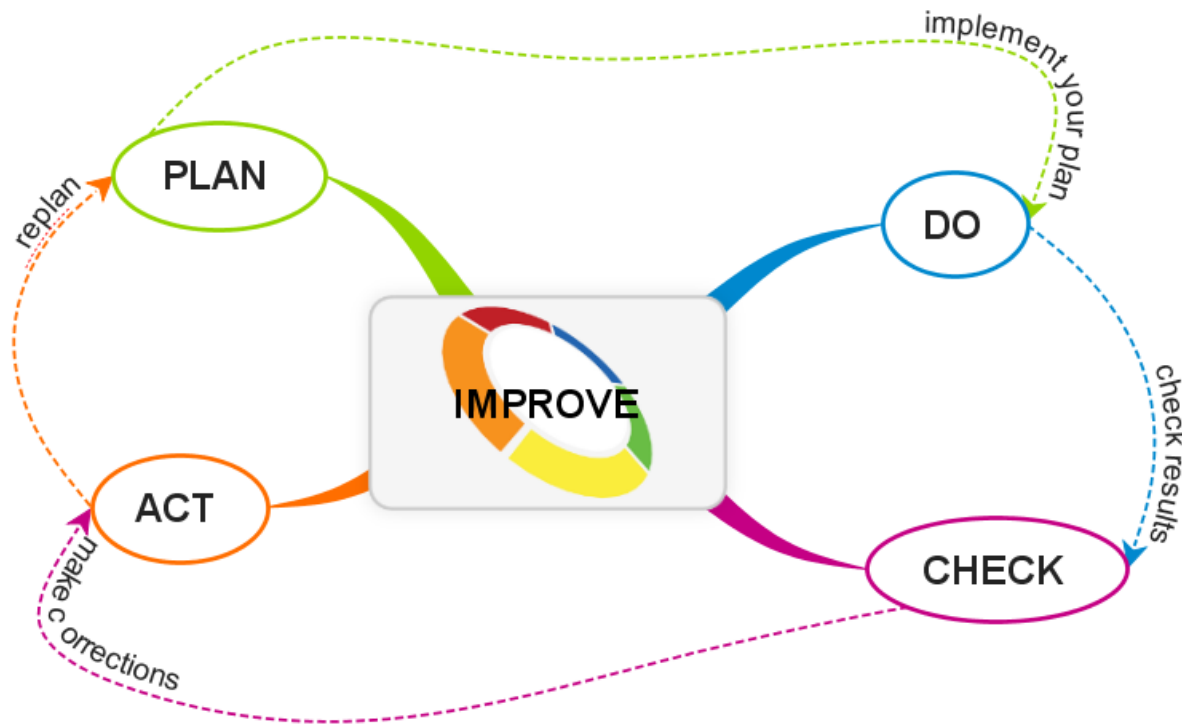 implement your plan
PLAN
replan
DO
IMPROVE
check results
ACT
CHECK
make c orrections